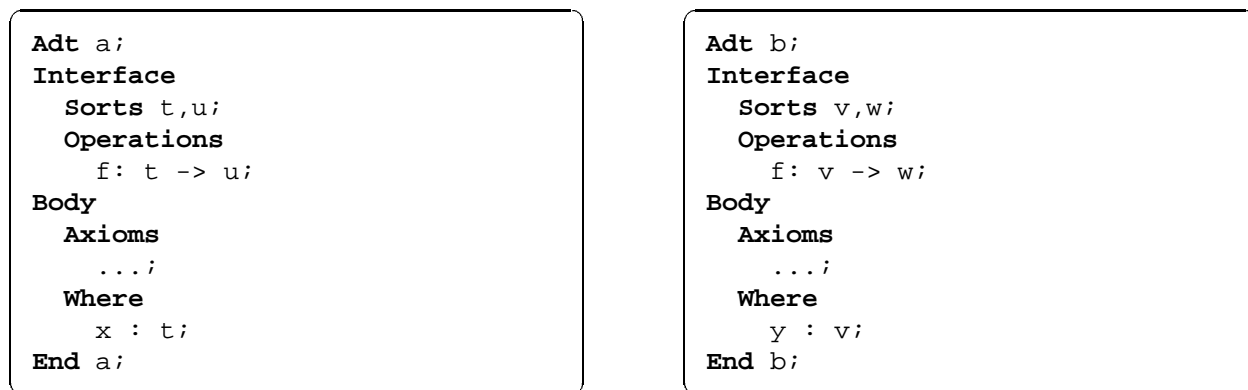 Adt a;
Interface
Sorts t,u;
Operations
f: t -> u;
Body
Axioms
...;
Where
x : t;
End a;
Adt b;
Interface
Sorts v,w;
Operations
f: v -> w;
Body
Axioms
...;
Where
y : v;
End b;